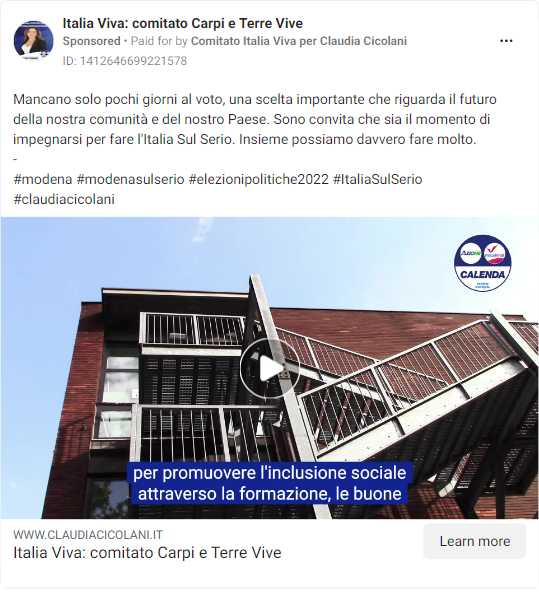 Italia Viva: comitato Carpi e Terre Vive
Sponsored • Paid for by Comitato Italia Viva per Claudia Cicolani
ID: 1412646699221578
Mancano solo pochi giorni al voto, una scelta importante che riguarda il futuro
della nostra comunità e del nostro Paese. Sono convita che sia il momento di
impegnarsi per fare l'Italia Sul Serio. Insieme possiamo davvero fare molto.
-
#modena #modenasulserio #elezionipolitiche2022 #ItaliaSulSerio
#claudiacicolani
AZIONE
CALENDA
per promuovere l'inclusione sociale
attraverso la formazione, le buone
WWW.CLAUDIACICOLANI.IT
Italia Viva: comitato Carpi e Terre Vive
Learn more